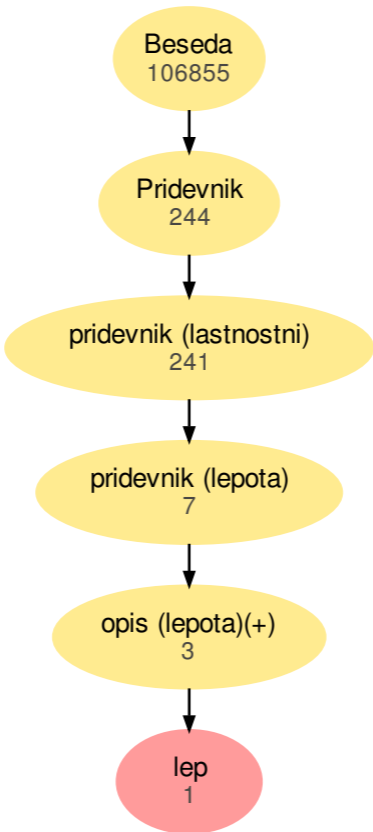 Beseda
106855
Pridevnik
244
pridevnik (lastnostni)
241
pridevnik (lepota)
7
opis (lepota)(+)
3
lep
1